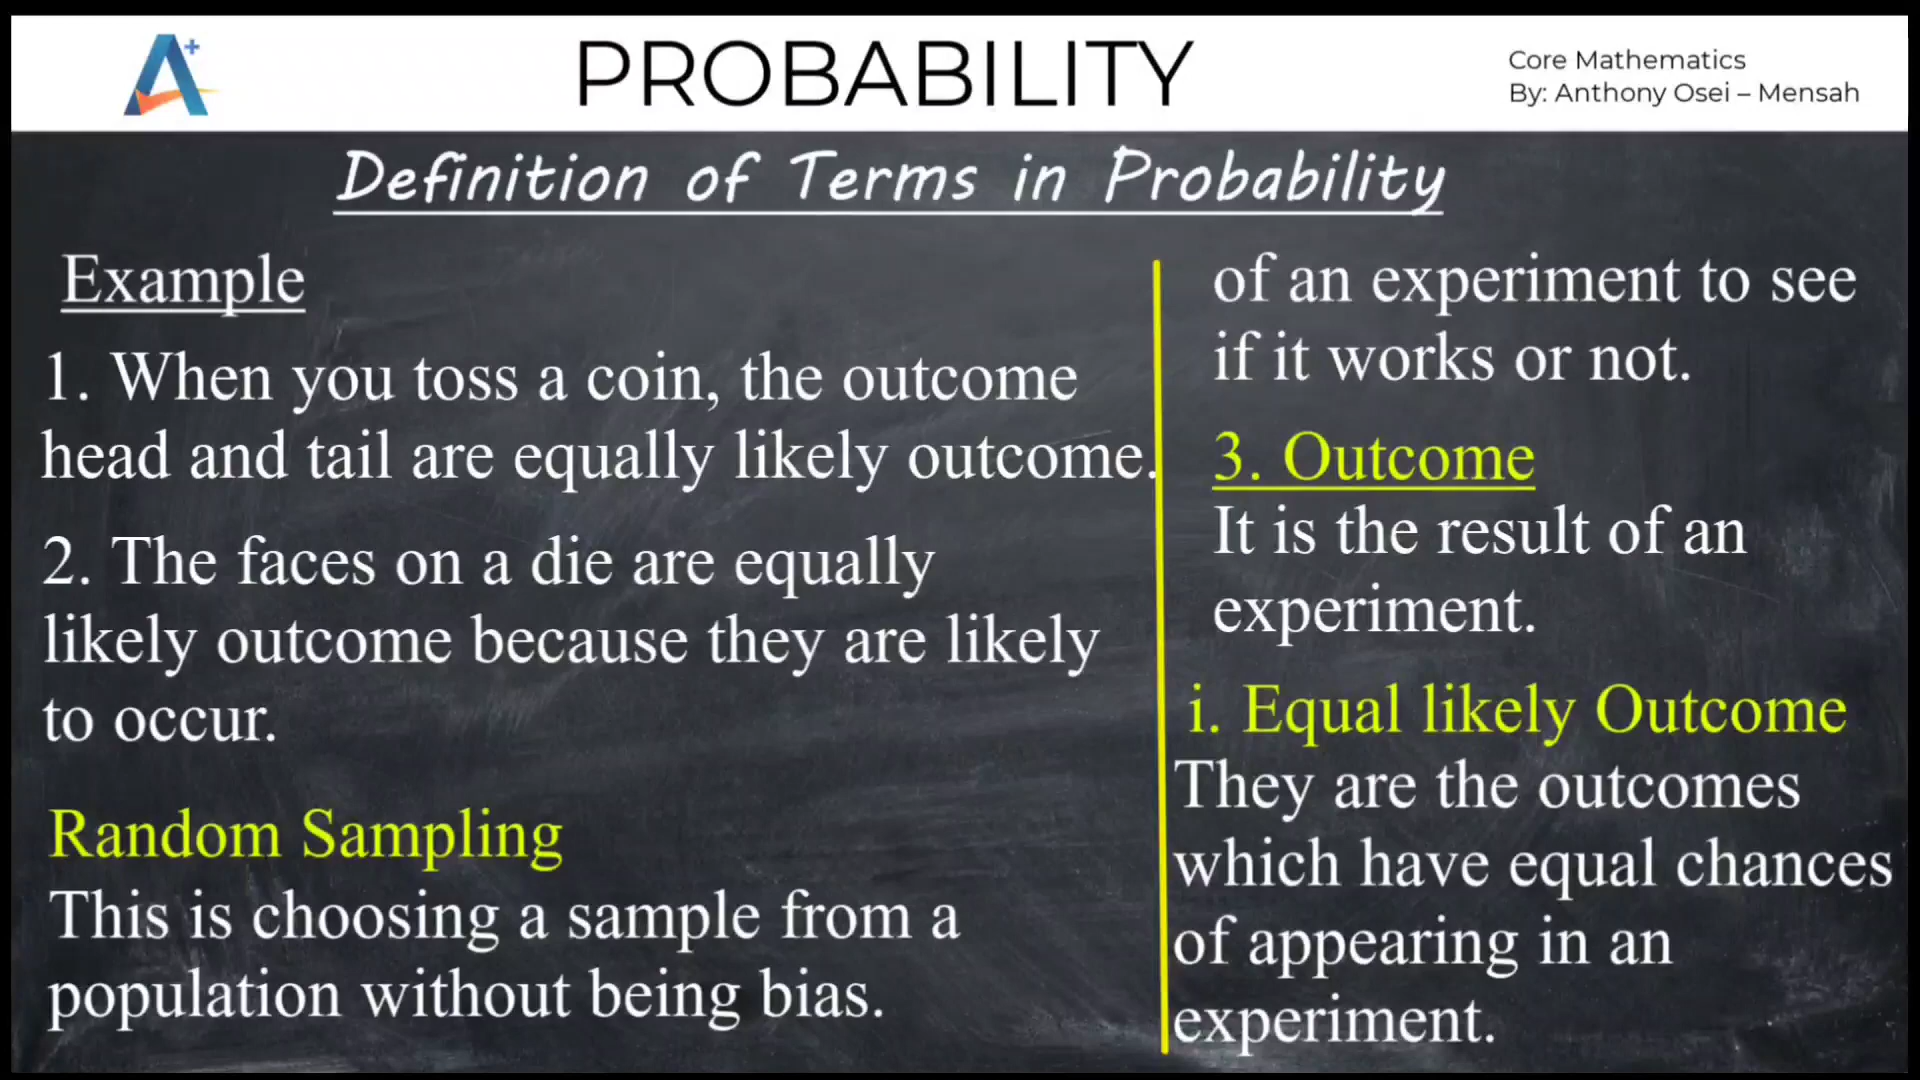 A+
PROBABILITY
Core Mathematics
By: Anthony Osei – Mensah
Definition of Terms in Probability
Example
1. When you toss a coin, the outcome
head and tail are equally likely outcome.
2. The faces on a die are equally
likely outcome because they are likely
to occur.
Random Sampling
This is choosing a sample from a
population without being bias.
of an experiment to see
if it works or not.
3. Outcome
It is the result of an
experiment.
i. Equal likely Outcome
They are the outcomes
which have equal chances
of appearing in an
experiment.